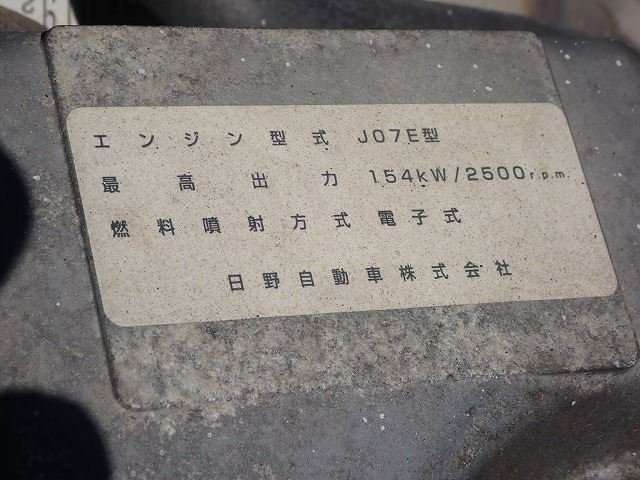 エンジン型式 J07E型
最高出力 154kW/2500r.p.m.
燃料噴射方式 電子式
日野自動車株式会社